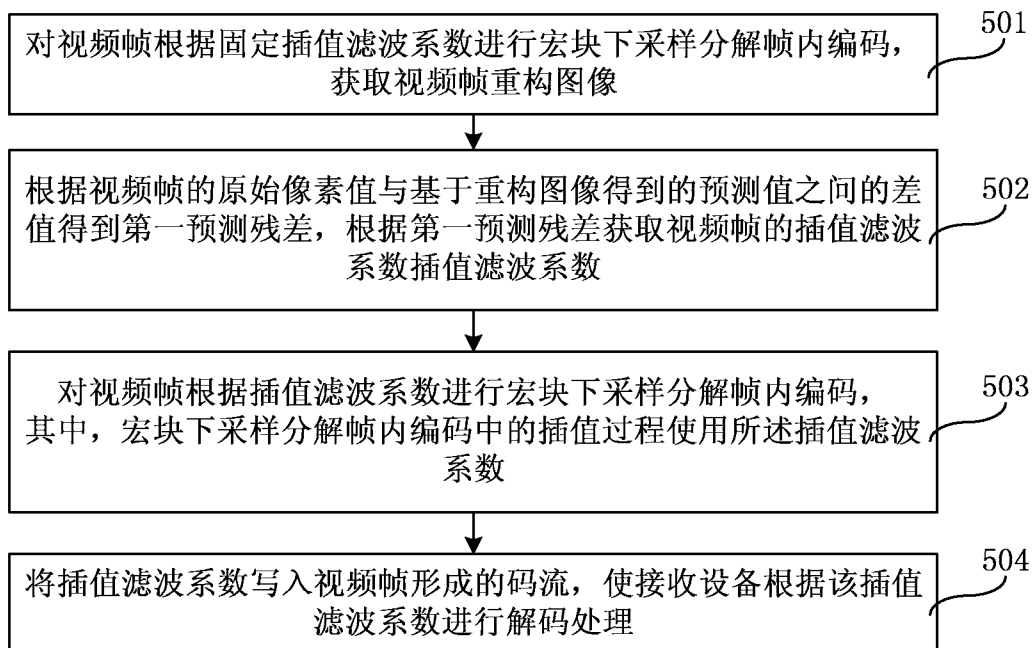 对视频帧根据固定插值滤波系数进行宏块下采样分解帧内编码，
获取视频帧重构图像
501
根据视频帧的原始像素值与基于重构图像得到的预测值之间的差
值得到第一预测残差，根据第一预测残差获取视频帧的插值滤波
系数插值滤波系数
502
对视频帧根据插值滤波系数进行宏块下采样分解帧内编码，
其中，宏块下采样分解帧内编码中的插值过程使用所述插值滤波
系数
503
将插值滤波系数写入视频帧形成的码流，使接收设备根据该插值
滤波系数进行解码处理
504